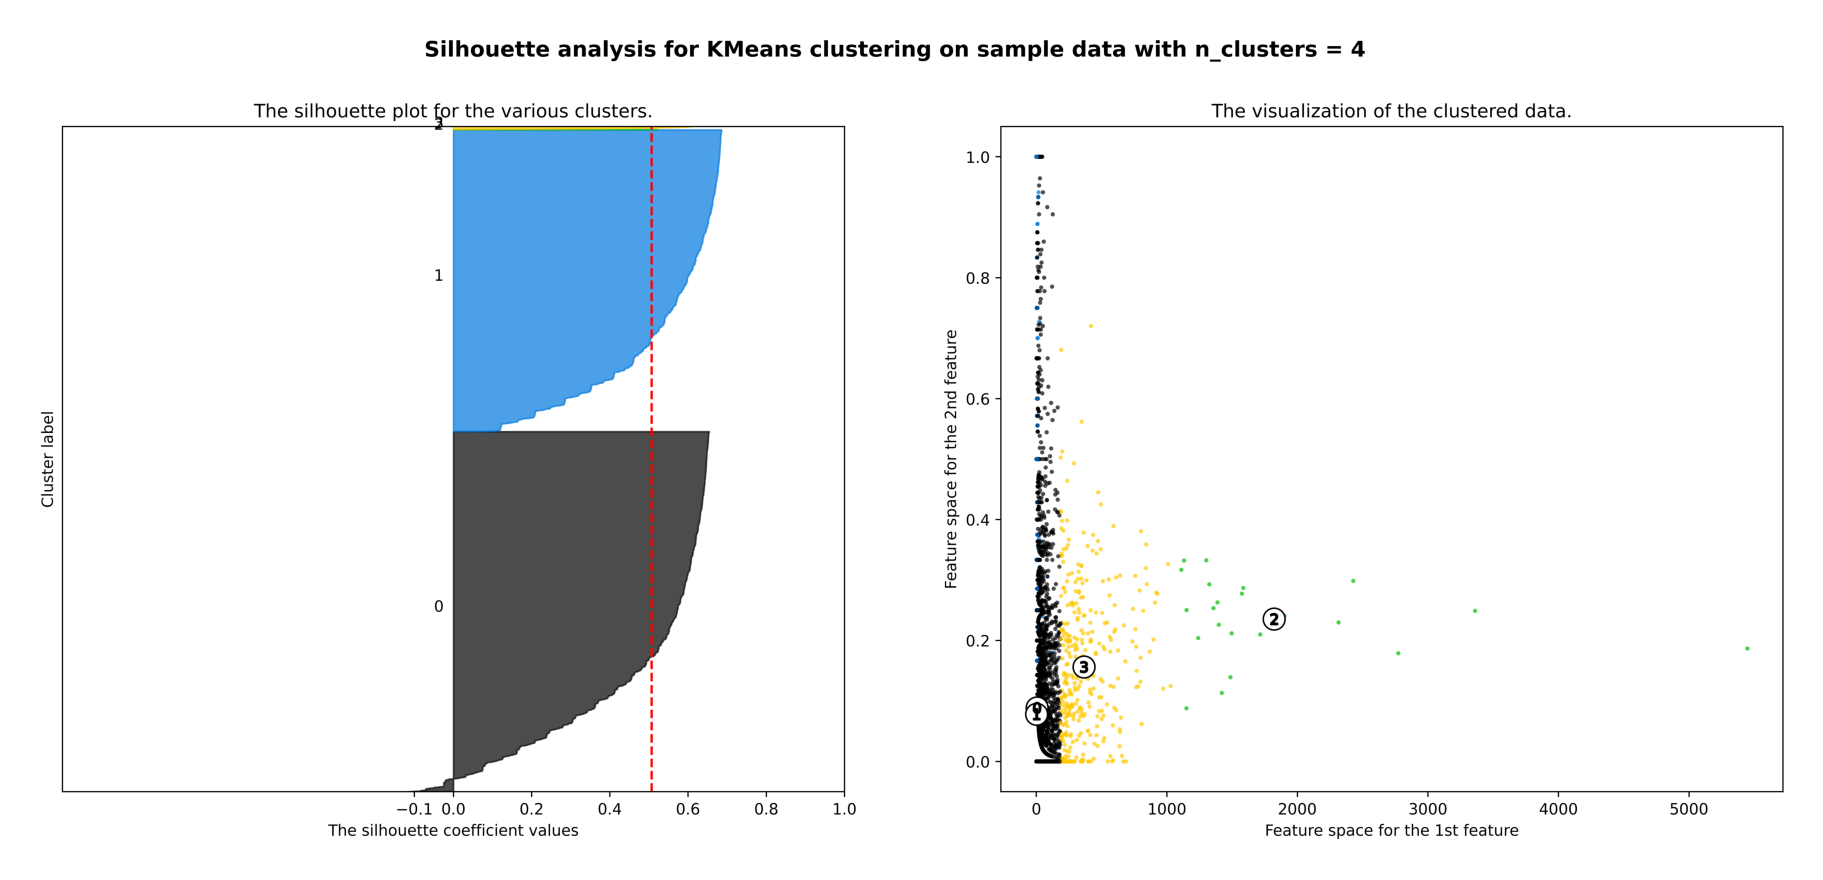 Silhouette analysis for KMeans clustering on sample data with n_clusters = 4
The silhouette plot for the various clusters.
2
1
0
Cluster label
−0.1 0.0 0.2 0.4 0.6 0.8 1.0
The silhouette coefficient values
The visualization of the clustered data.
1.0
0.8
0.6
0.4
0.2
0.0
Feature space for the 2nd feature
2
3
0
1
0 1000 2000 3000 4000 5000
Feature space for the 1st feature